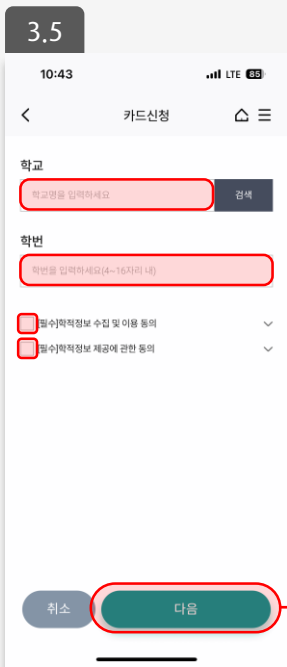 3.5
10:43 LTE 85
카드신청
학교
학교명을 입력하세요 검색
학번
학번을 입력하세요(4~16자리 내)
[필수]학적정보 수집 및 이용 동의
[필수]학적정보 제공에 관한 동의
취소 다음